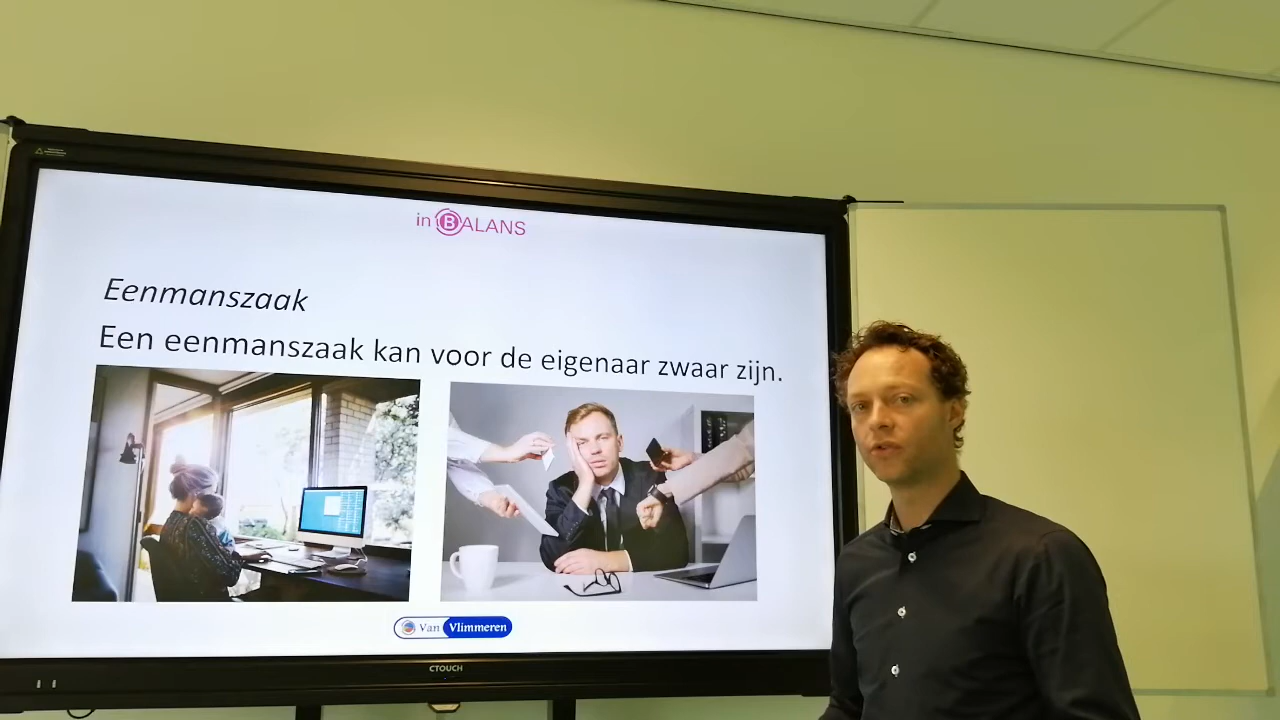 in BALANS
Eenmanszaak
Een eenmanszaak kan voor de eigenaar zwaar zijn.
Van Vlimmeren
CTOUCH